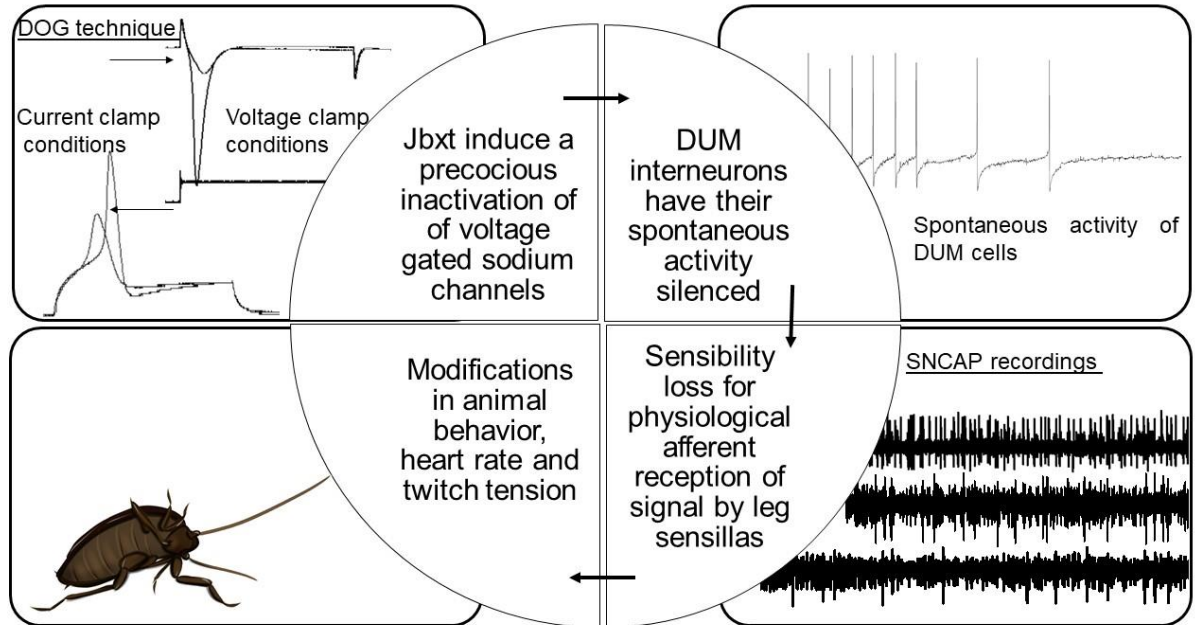 DOG technique
Current clamp
conditions
Voltage clamp
conditions
Jbxt induce a
precocious
inactivation of
of voltage
gated sodium
channels
DUM
interneurons
have their
spontaneous
activity
silenced
Spontaneous activity of
DUM cells
Modifications
in animal
behavior,
heart rate and
twitch tension
Sensibility
loss for
physiological
afferent
reception of
signal by leg
sensillas
SNCAP recordings